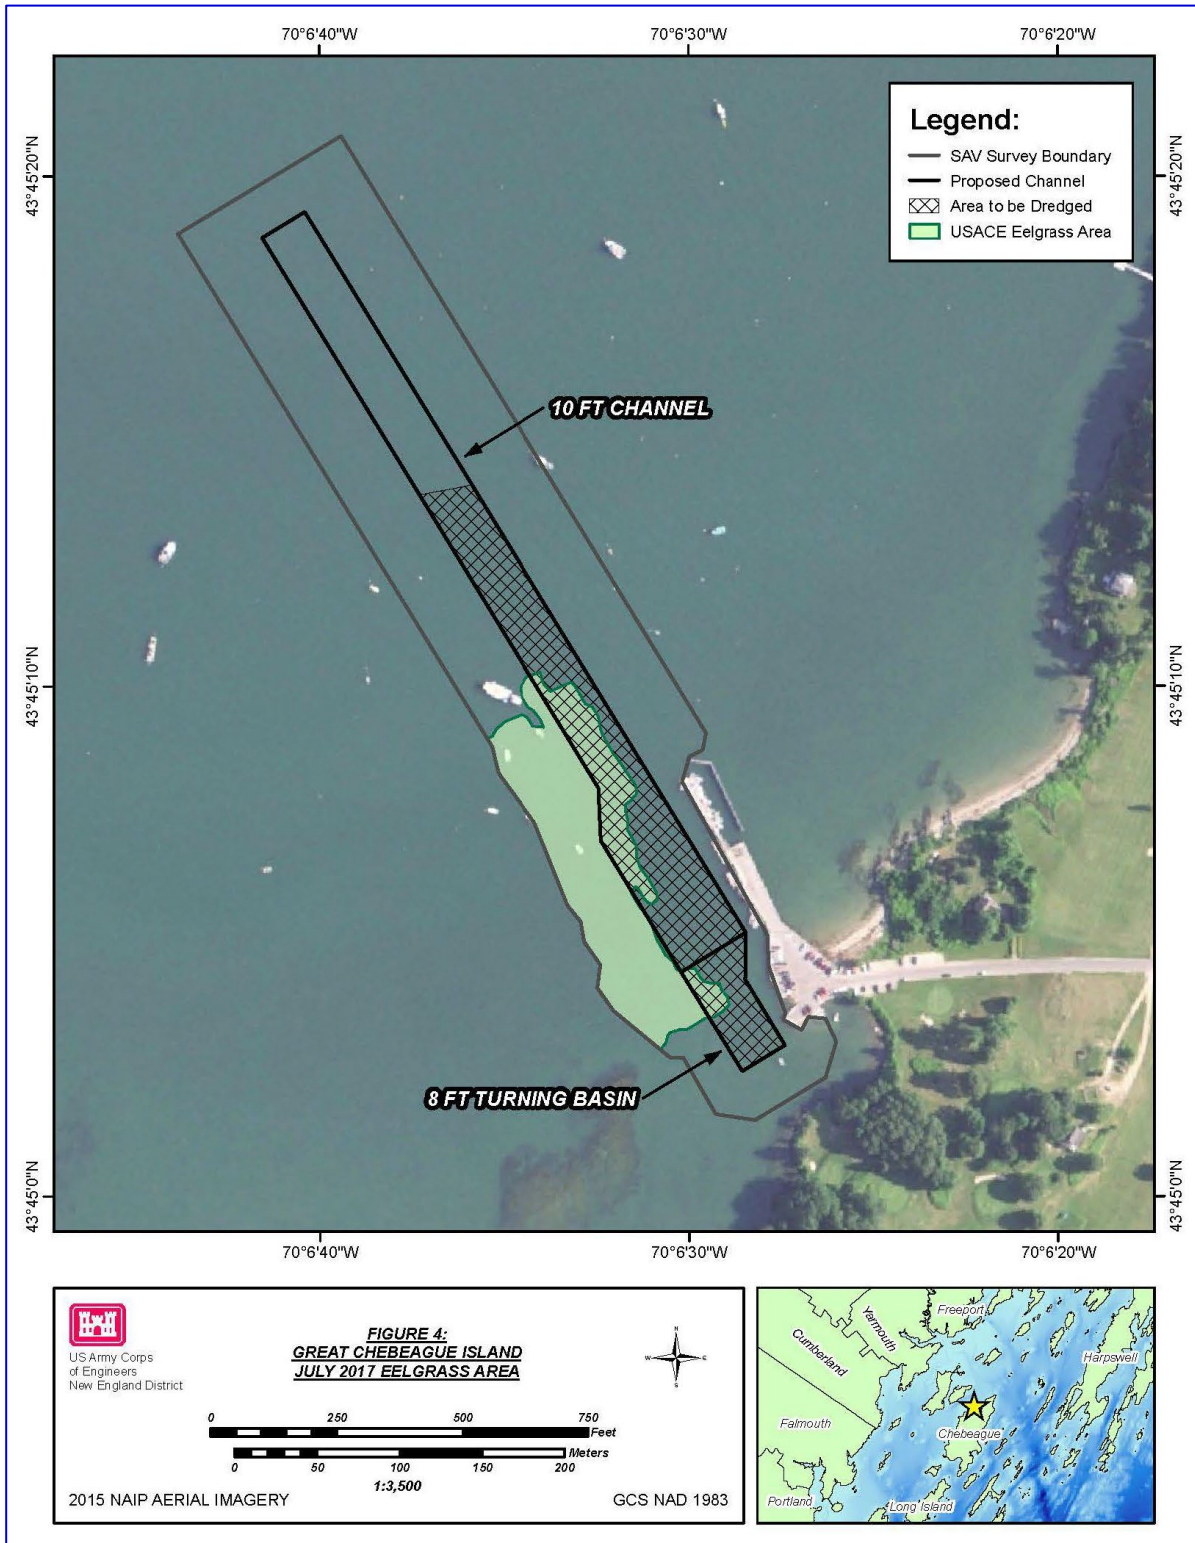 70°6'40"W
70°6'30"W
70°6'20"W
43°45'20"N
43°45'20"N
Legend:
SAV Survey Boundary
Proposed Channel
Area to be Dredged
USACE Eelgrass Area
10 FT CHANNEL
43°45'10"N
43°45'10"N
8 FT TURNING BASIN
43°45'0"N
43°45'0"N
70°6'40"W
70°6'30"W
70°6'20"W
US Army Corps
of Engineers
New England District
FIGURE 4:
GREAT CHEBEAGUE ISLAND
JULY 2017 EELGRASS AREA
N
W
E
S
0 250 500 750
Feet
Meters
0 50 100 150 200
1:3,500
2015 NAIP AERIAL IMAGERY
GCS NAD 1983
Freeport
Yarmouth
Cumberland
Harpswell
Falmouth
Chebeague
Portland
Long Island